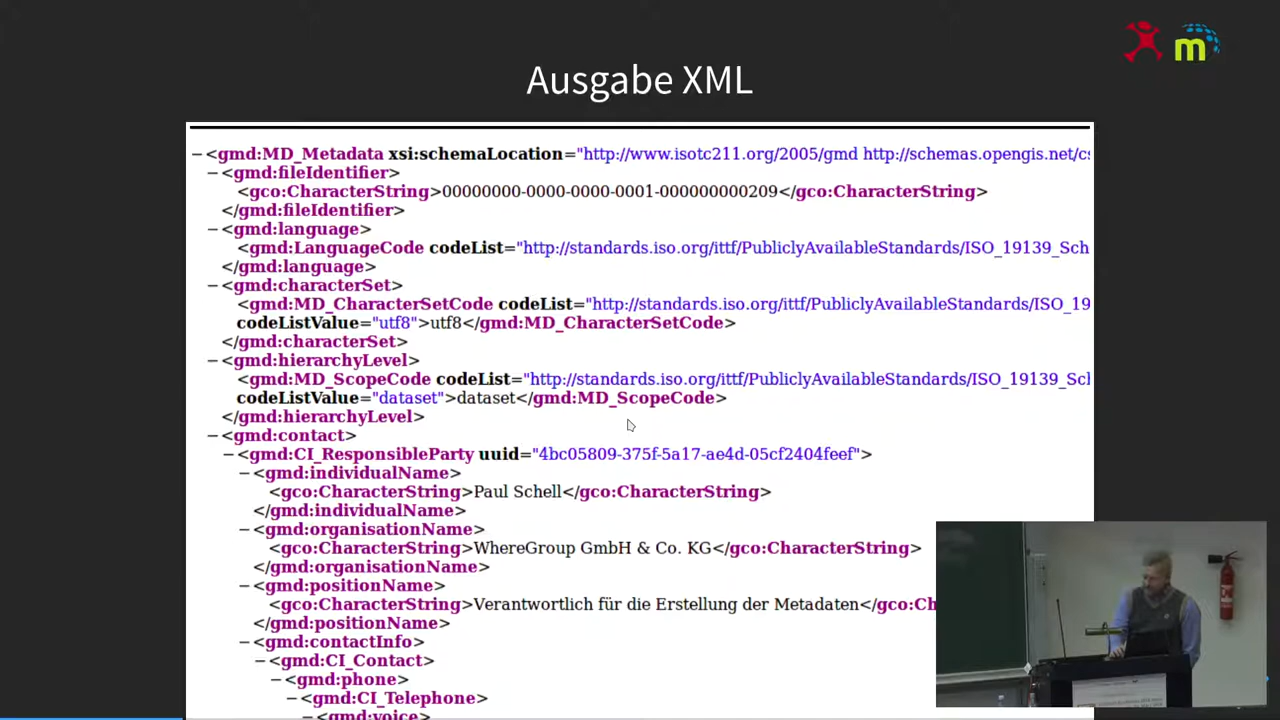 m
Ausgabe XML
−<gmd:MD_Metadata xsi:schemaLocation="http://www.isotc211.org/2005/gmd http://schemas.opengis.net/cs
−<gmd:fileIdentifier>
<gco:CharacterString>00000000-0000-0000-0001-000000000209</gco:CharacterString>
</gmd:fileIdentifier>
−<gmd:language>
<gmd:LanguageCode codeList="http://standards.iso.org/ittf/PubliclyAvailableStandards/ISO_19139_Sch
</gmd:language>
−<gmd:characterSet>
<gmd:MD_CharacterSetCode codeList="http://standards.iso.org/ittf/PubliclyAvailableStandards/ISO_19
codeListValue="utf8">utf8</gmd:MD_CharacterSetCode>
</gmd:characterSet>
−<gmd:hierarchyLevel>
<gmd:MD_ScopeCode codeList="http://standards.iso.org/ittf/PubliclyAvailableStandards/ISO_19139_Sch
codeListValue="dataset">dataset</gmd:MD_ScopeCode>
</gmd:hierarchyLevel>
−<gmd:contact>
−<gmd:CI_ResponsibleParty uuid="4bc05809-375f-5a17-ae4d-05cf2404feef">
−<gmd:individualName>
<gco:CharacterString>Paul Schell</gco:CharacterString>
</gmd:individualName>
−<gmd:organisationName>
<gco:CharacterString>WhereGroup GmbH & Co. KG</gco:CharacterString>
</gmd:organisationName>
−<gmd:positionName>
<gco:CharacterString>Verantwortlich für die Erstellung der Metadaten</gco:Ch
</gmd:positionName>
−<gmd:contactInfo>
−<gmd:CI_Contact>
−<gmd:phone>
−<gmd:CI_Telephone>
−<gmd:voice>